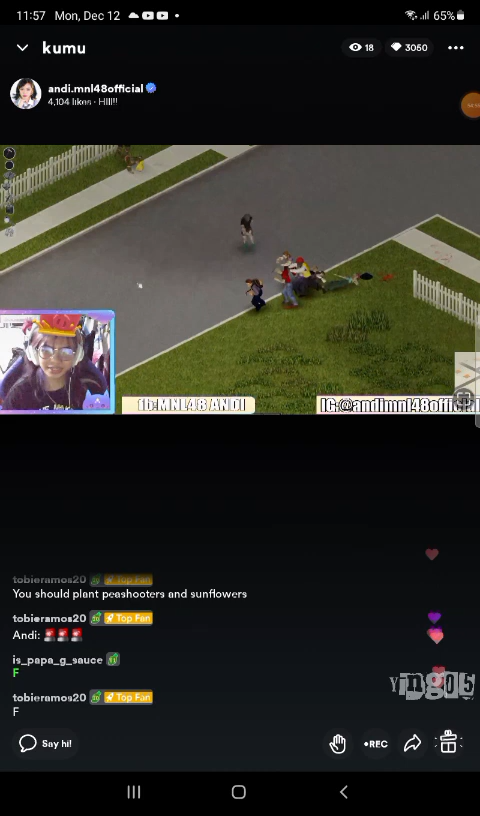 11:57 Mon, Dec 12
65%
kumu
18
3060
andi.mnl48official
4,104 likes · HIII!!
fb:MNL48 ANDI
IG:@andimnl48official
tobieramos20 Top Fan
You should plant peashooters and sunflowers
tobieramos20 Top Fan
Andi: 🚨🚨🚨
is_papa_g_sauce
F
tobieramos20 Top Fan
F
Yingo5
Say hi!
•REC